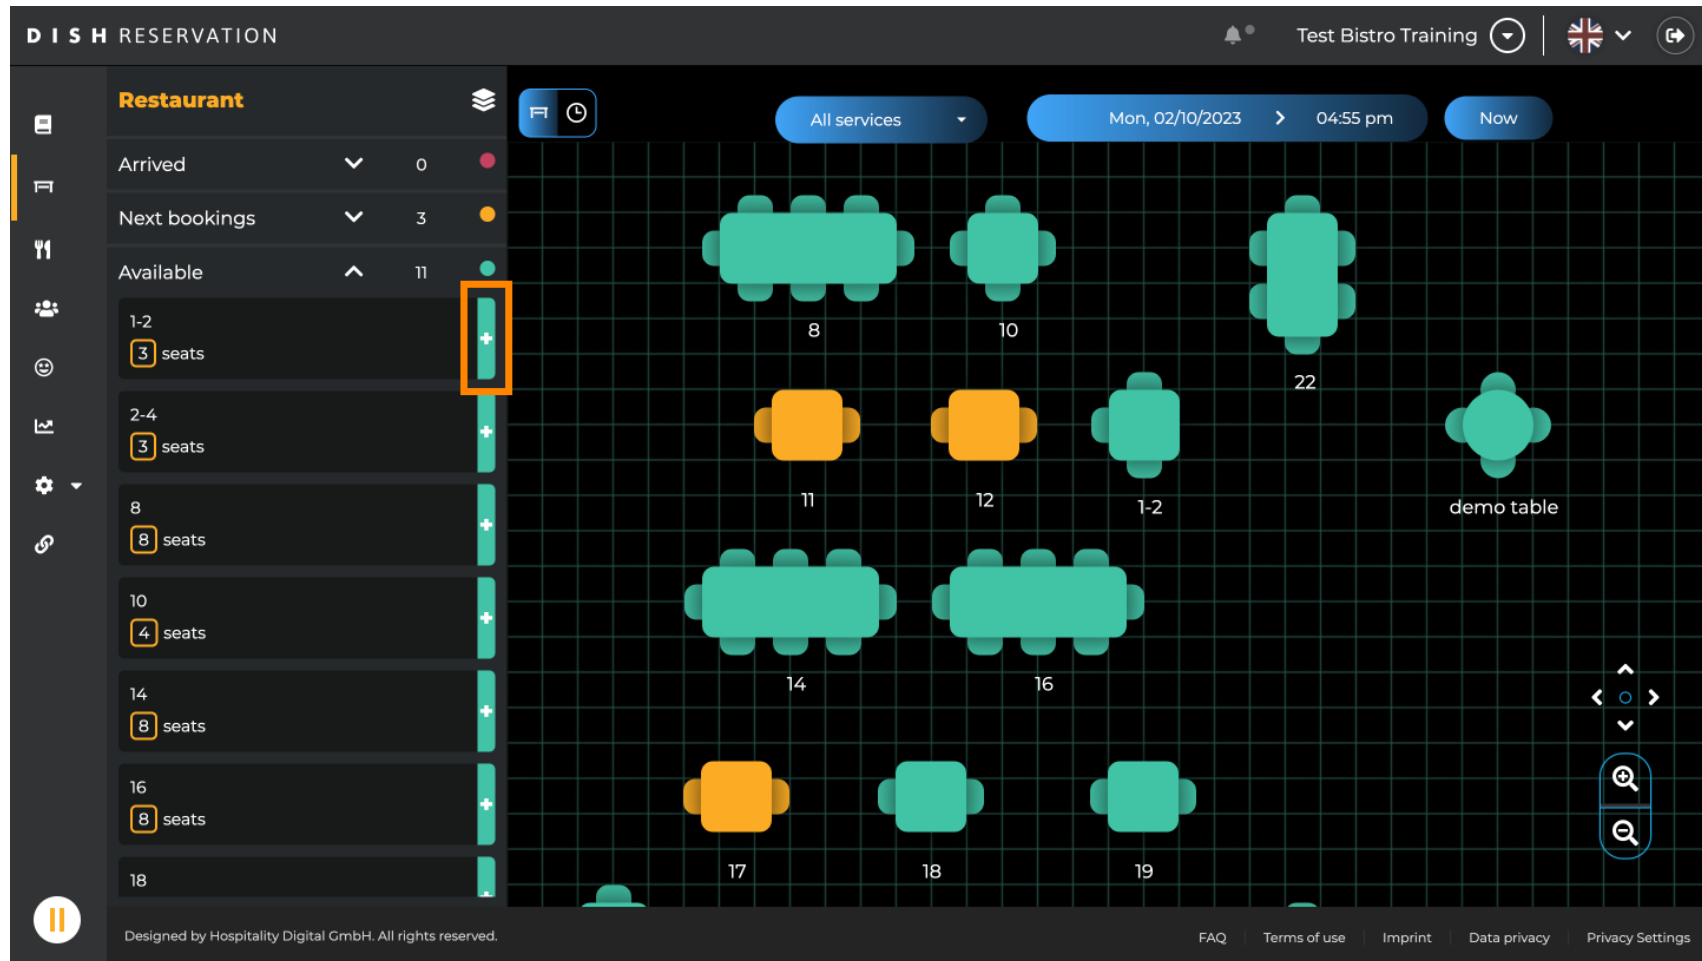 DISH RESERVATION
Test Bistro Training
Restaurant
All services
Mon, 02/10/2023
04:55 pm
Now
Arrived 0
Next bookings 3
Available 11
1-2
3 seats
2-4
3 seats
8
8 seats
10
4 seats
14
8 seats
16
8 seats
18
8
10
22
11
12
1-2
demo table
14
16
17
18
19
Designed by Hospitality Digital GmbH. All rights reserved.
FAQ
Terms of use
Imprint
Data privacy
Privacy Settings